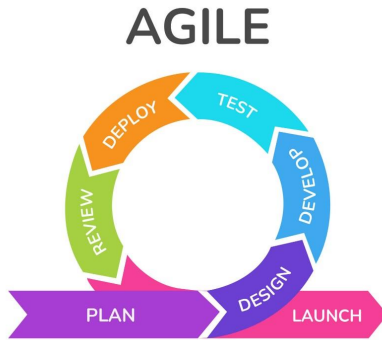 AGILE
PLAN
DESIGN
DEVELOP
TEST
DEPLOY
REVIEW
LAUNCH